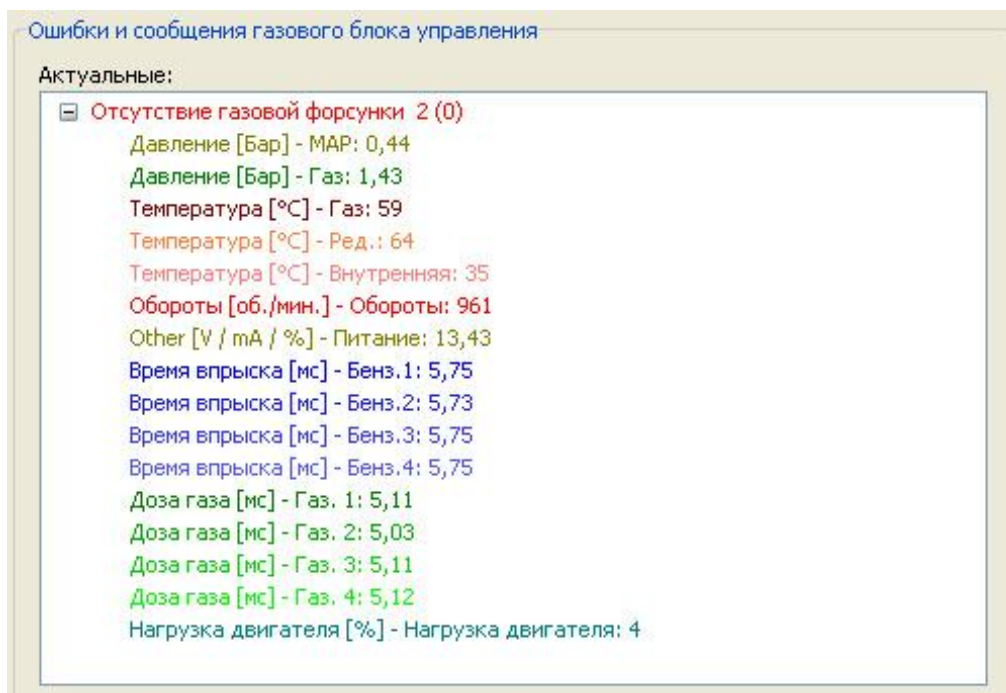 Ошибки и сообщения газового блока управления
Актуальные:
Отсутствие газовой форсунки 2 (0)
Давление [Бар] - MAP: 0,44
Давление [Бар] - Газ: 1,43
Температура [°C] - Газ: 59
Температура [°C] - Ред.: 64
Температура [°C] - Внутренняя: 35
Обороты [об./мин.] - Обороты: 961
Other [V / mA / %] - Питание: 13,43
Время впрыска [мс] - Бенз.1: 5,75
Время впрыска [мс] - Бенз.2: 5,73
Время впрыска [мс] - Бенз.3: 5,75
Время впрыска [мс] - Бенз.4: 5,75
Доза газа [мс] - Газ. 1: 5,11
Доза газа [мс] - Газ. 2: 5,03
Доза газа [мс] - Газ. 3: 5,11
Доза газа [мс] - Газ. 4: 5,12
Нагрузка двигателя [%] - Нагрузка двигателя: 4